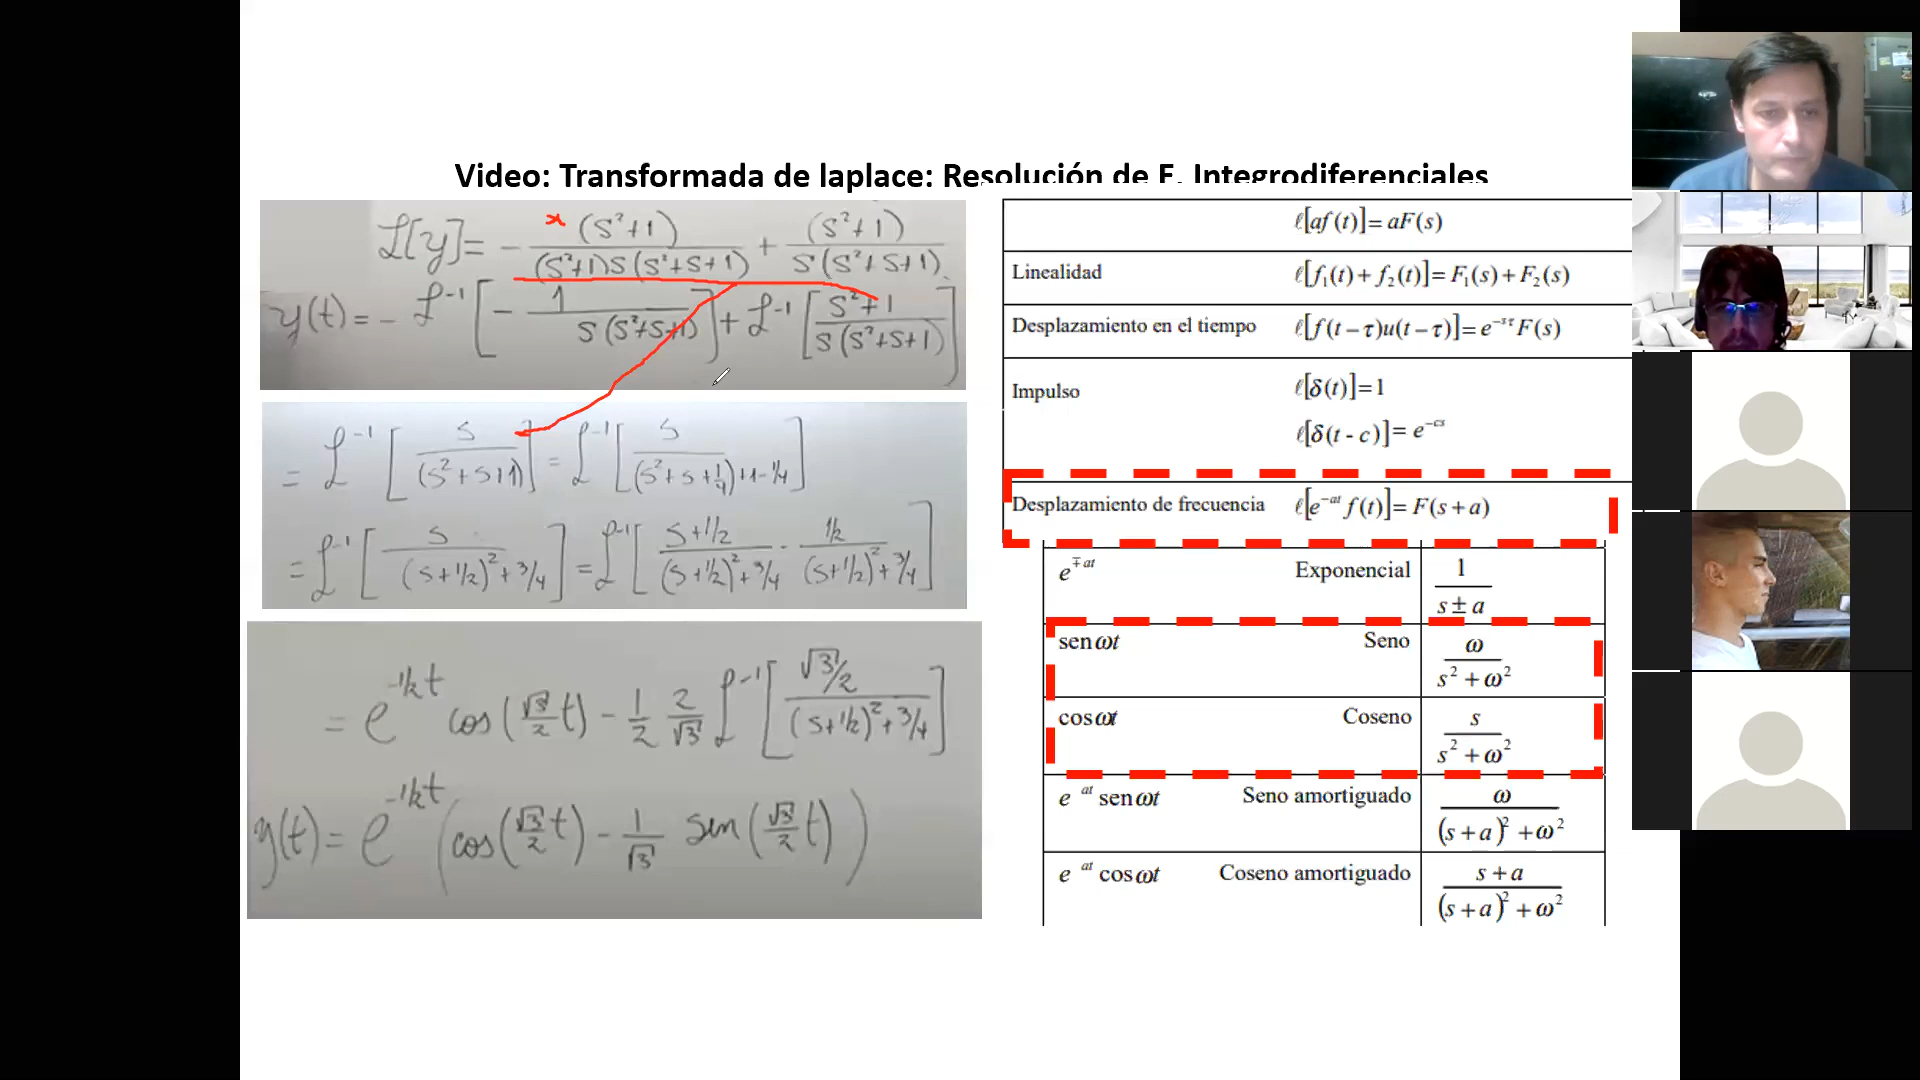 Video: Transformada de laplace: Resolución de E. Integrodiferenciales
x
ℒ[y] = - (S²+1) / ((S²+1)S(S²+S+1)) + (S²+1) / (S(S²+S+1))
y(t) = - ℒ⁻¹[- 1 / (S(S²+S+1))] + ℒ⁻¹[S²+1 / (S(S²+S+1))]
= ℒ⁻¹[S / (S²+S+1)] = ℒ⁻¹[S / ((S²+S+1/4)+1-1/4)]
= ℒ⁻¹[S / ((S+1/2)²+3/4)] = ℒ⁻¹[S+1/2 / ((S+1/2)²+3/4) - 1/2 / ((S+1/2)²+3/4)]
= e^(-1/2 t) cos(√3/2 t) - 1/2 2/√3 ℒ⁻¹[√3/2 / ((S+1/2)²+3/4)]
y(t) = e^(-1/2 t) (cos(√3/2 t) - 1/√3 sen(√3/2 t))
ℓ[af(t)]=aF(s)
Linealidad ℓ[f₁(t)+f₂(t)]=F₁(s)+F₂(s)
Desplazamiento en el tiempo ℓ[f(t-τ)u(t-τ)]=e^(-sτ)F(s)
Impulso ℓ[δ(t)]=1
ℓ[δ(t - c)]= e^(-cs)
Desplazamiento de frecuencia ℓ[e^(-at) f(t)]= F(s+a)
e^(∓at) Exponencial 1 / s±a
sen ωt Seno ω / s²+ω²
cos ωt Coseno s / s²+ω²
e^(at) sen ωt Seno amortiguado ω / (s+a)²+ω²
e^(at) cos ωt Coseno amortiguado s+a / (s+a)²+ω²